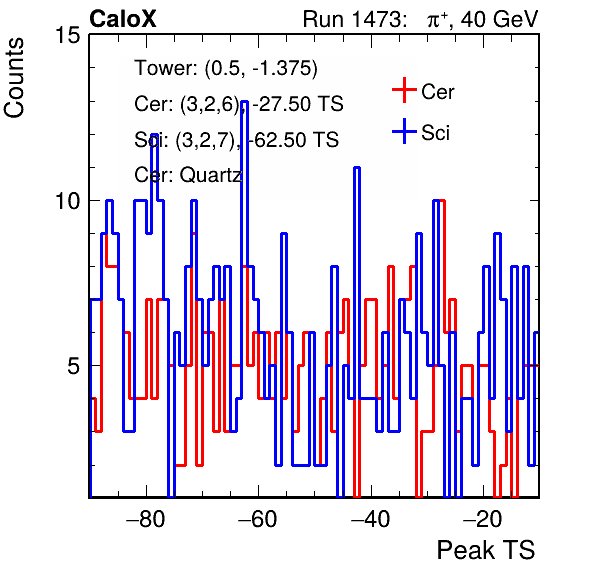 CaloX Run 1473: π⁺, 40 GeV
Counts
15
10
5
Tower: (0.5, -1.375)
Cer: (3,2,6), -27.50 TS
Sci: (3,2,7), -62.50 TS
Cer: Quartz
Cer
Sci
−80 −60 −40 −20
Peak TS